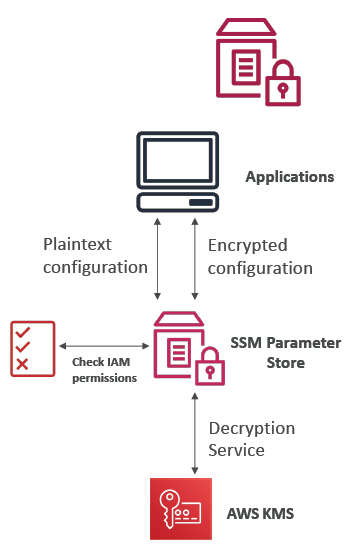 Applications
Plaintext
configuration
Encrypted
configuration
SSM Parameter
Store
Check IAM
permissions
Decryption
Service
AWS KMS